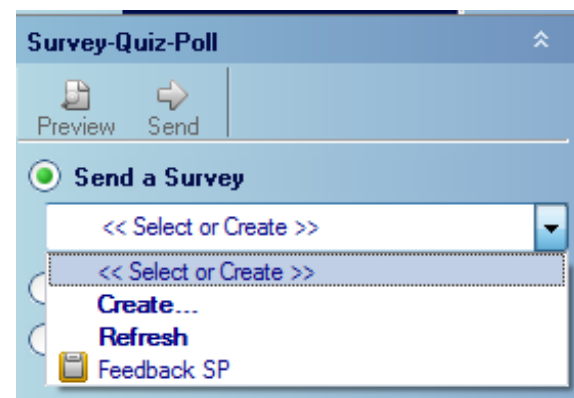 Survey-Quiz-Poll
Preview Send
Send a Survey
<< Select or Create >>
<< Select or Create >>
Create...
Refresh
Feedback SP